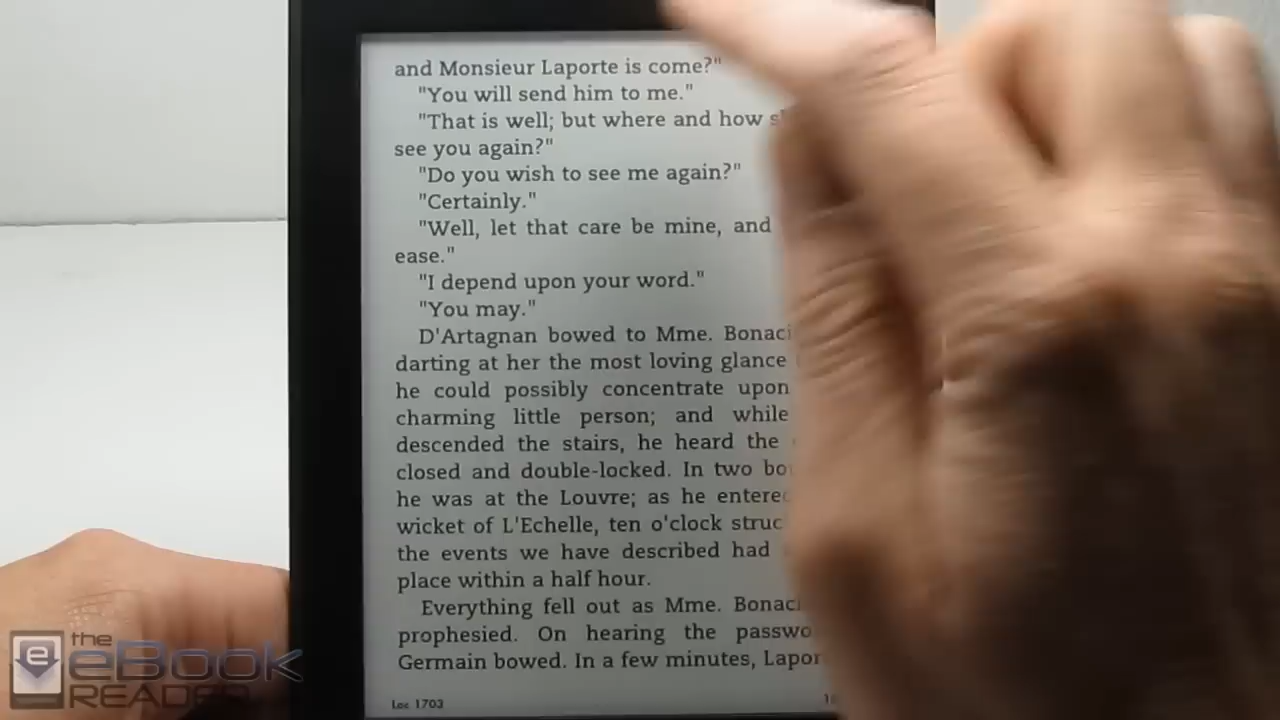 and Monsieur Laporte is come?"
"You will send him to me."
"That is well; but where and how
see you again?"
"Do you wish to see me again?"
"Certainly."
"Well, let that care be mine, and
ease."
"I depend upon your word."
"You may."
D'Artagnan bowed to Mme.
darting at her the most loving glance
he could possibly concentrate upon
charming little person; and while
descended the stairs, he heard the
closed and double-locked. In two
he was at the Louvre; as he entered
wicket of L'Echelle, ten o'clock
the events we have described had
place within a half hour.
Everything fell out as Mme.
prophesied. On hearing the
Germain bowed. In a few minutes,
Loc 1703
the
eBook
READER